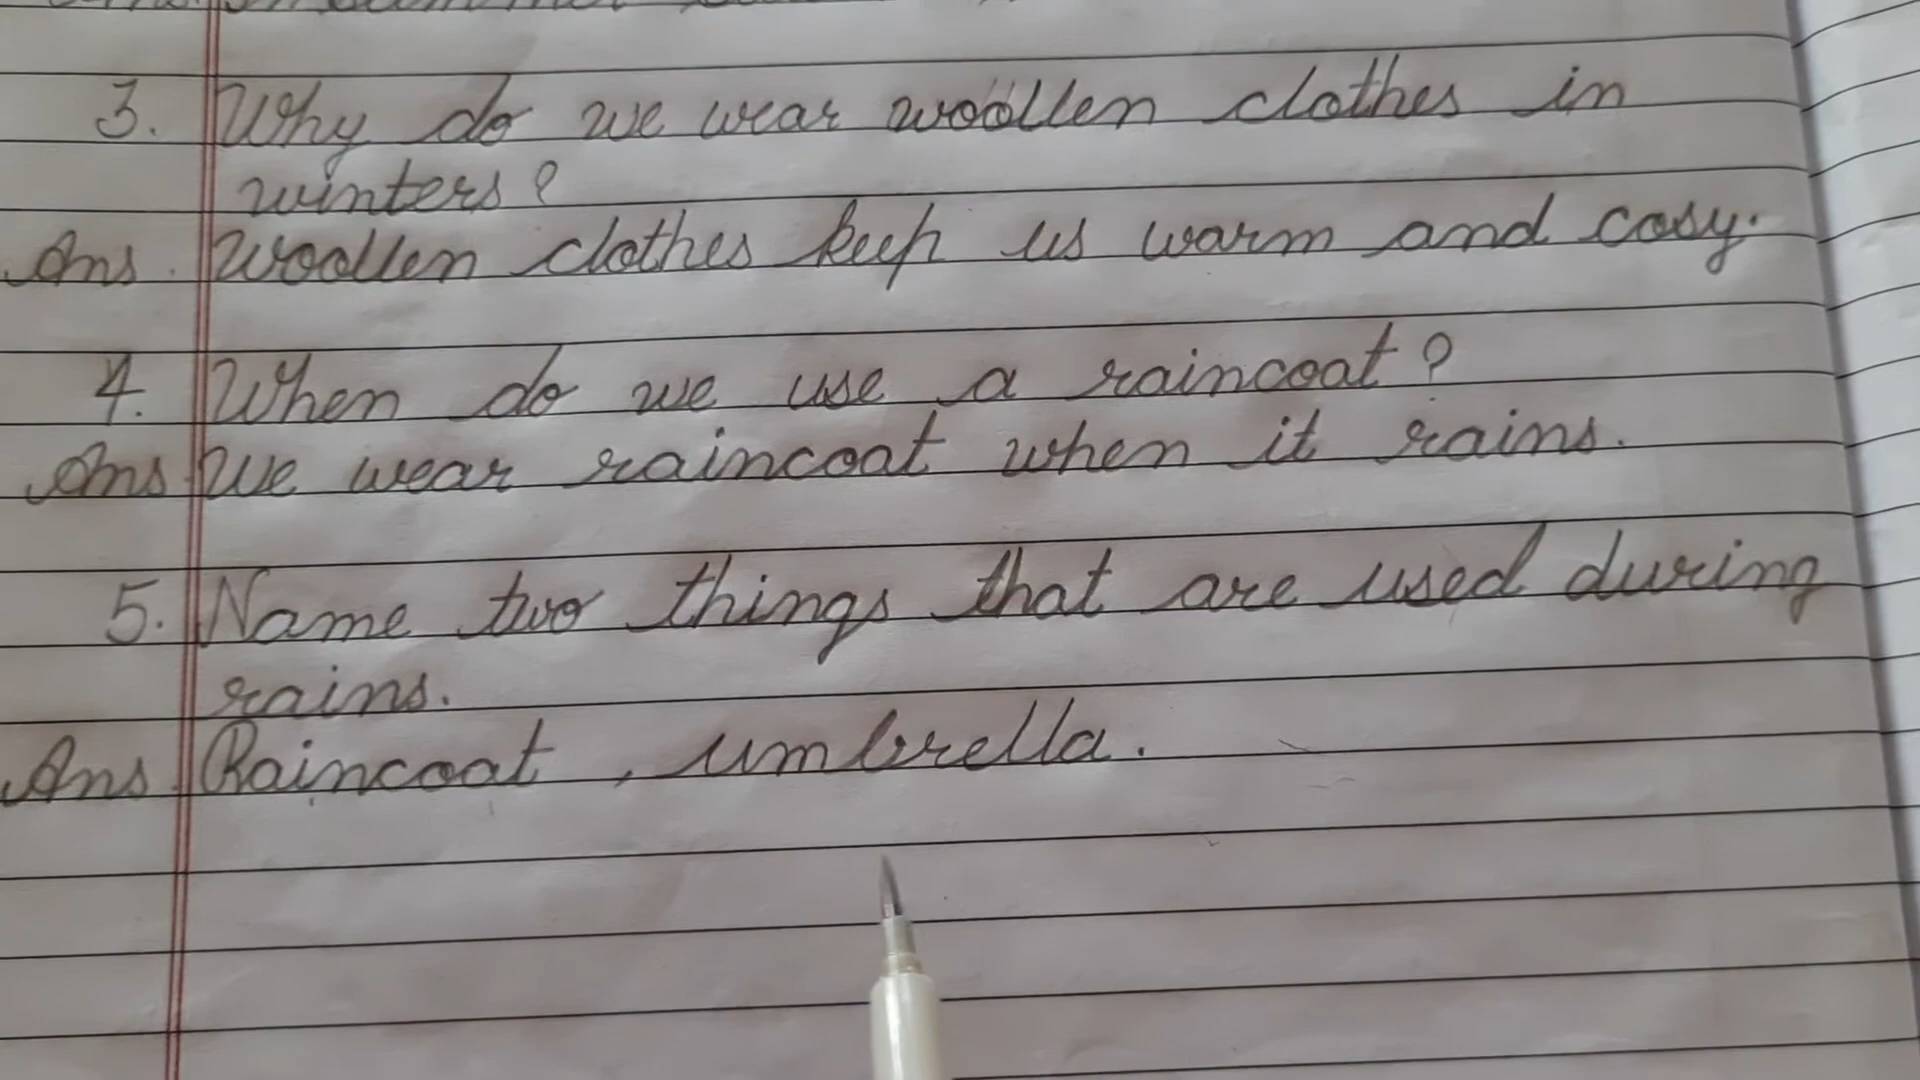 3. Why do we wear woollen clothes in
winters?
Ans. Woollen clothes keep us warm and cosy.
4. When do we use a raincoat?
Ans We wear raincoat when it rains.
5. Name two things that are used during
rains.
Ans Raincoat, umbrella.